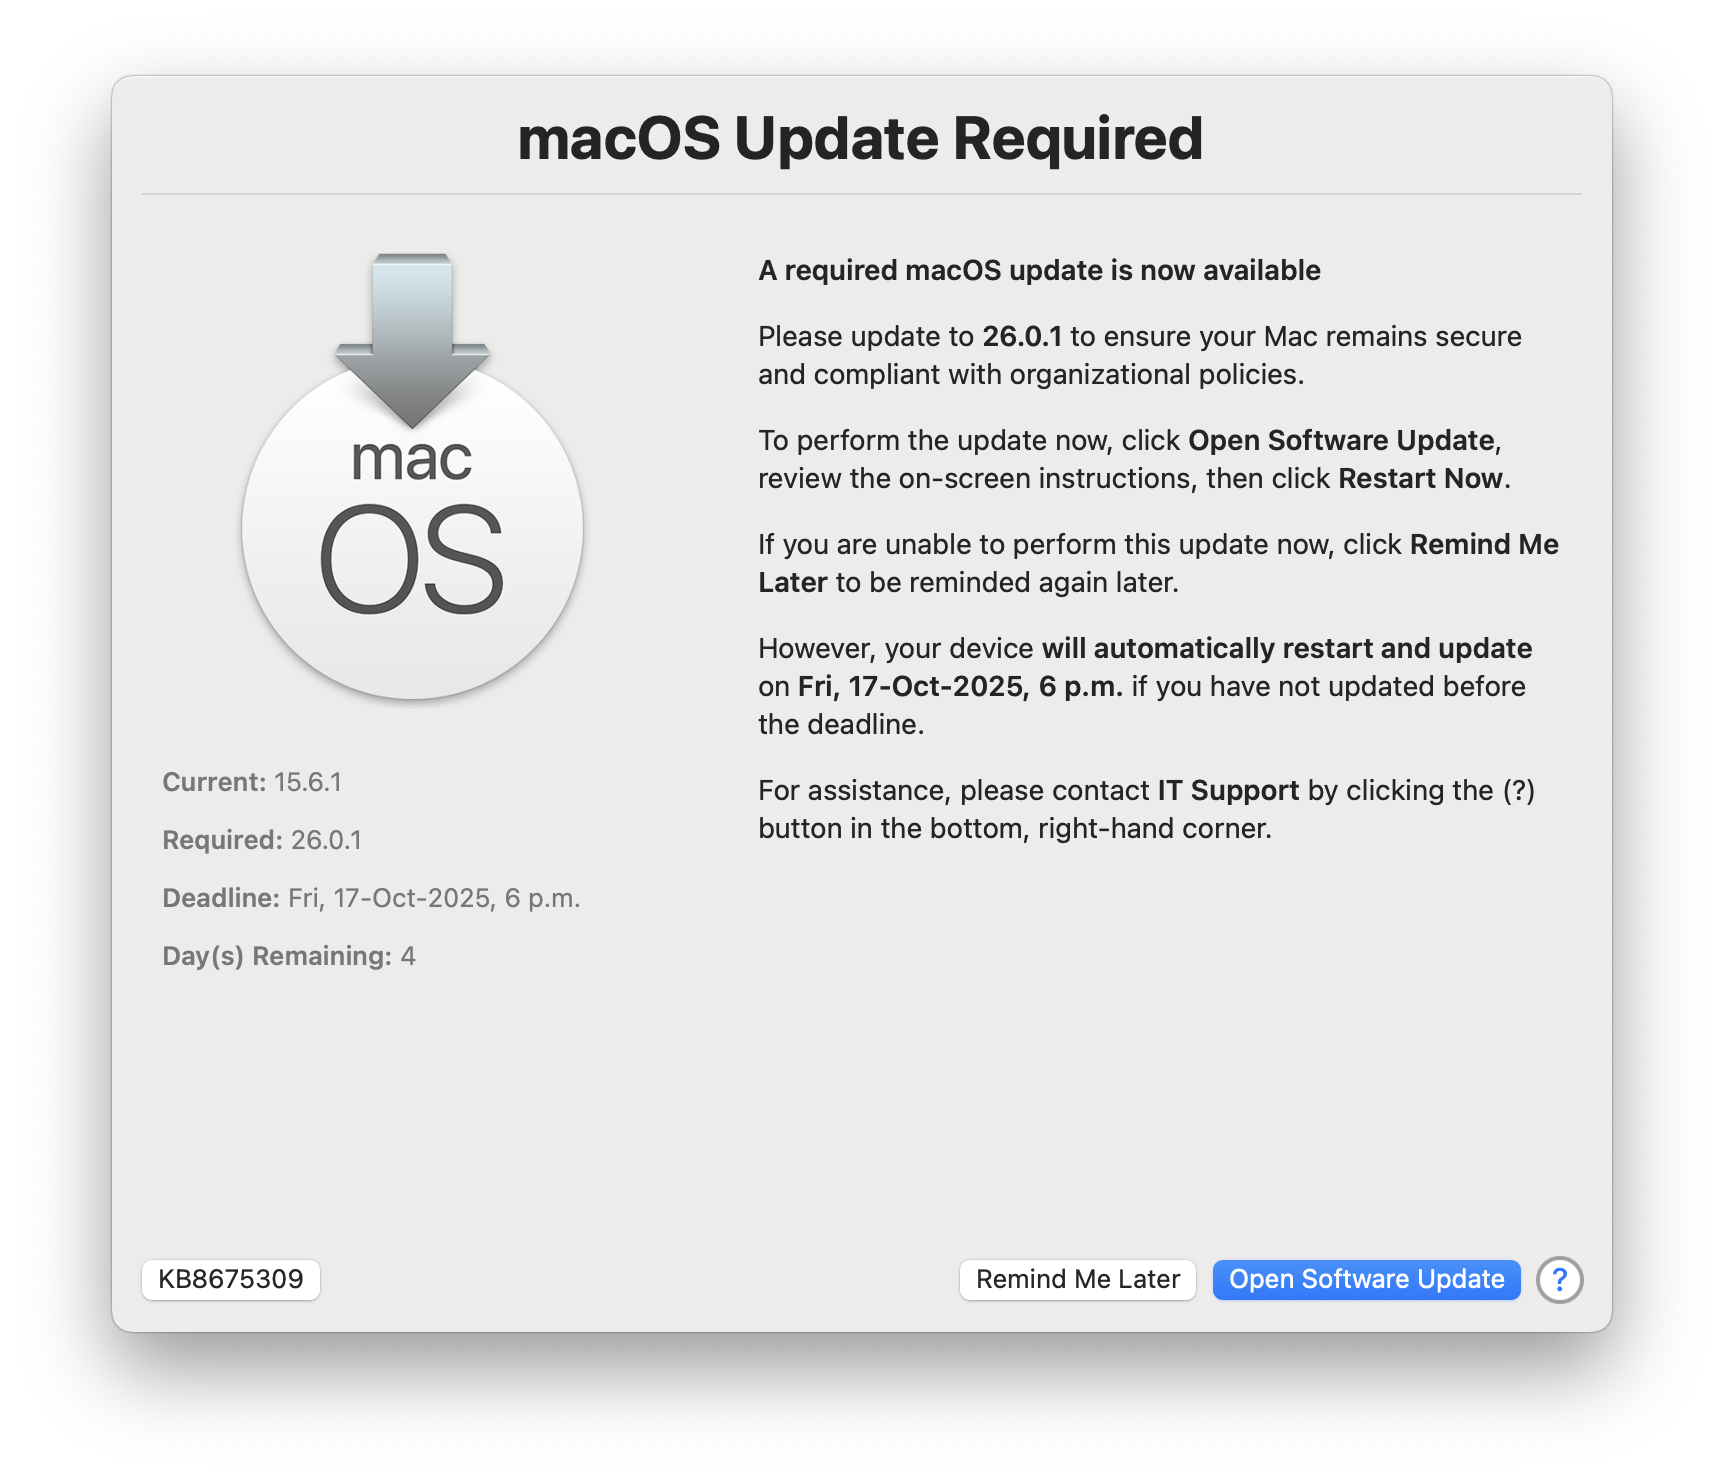 macOS Update Required
mac
OS
A required macOS update is now available
Please update to 26.0.1 to ensure your Mac remains secure
and compliant with organizational policies.
To perform the update now, click Open Software Update,
review the on-screen instructions, then click Restart Now.
If you are unable to perform this update now, click Remind Me
Later to be reminded again later.
However, your device will automatically restart and update
on Fri, 17-Oct-2025, 6 p.m. if you have not updated before
the deadline.
For assistance, please contact IT Support by clicking the (?)
button in the bottom, right-hand corner.
Current: 15.6.1
Required: 26.0.1
Deadline: Fri, 17-Oct-2025, 6 p.m.
Day(s) Remaining: 4
KB8675309
Remind Me Later
Open Software Update
?